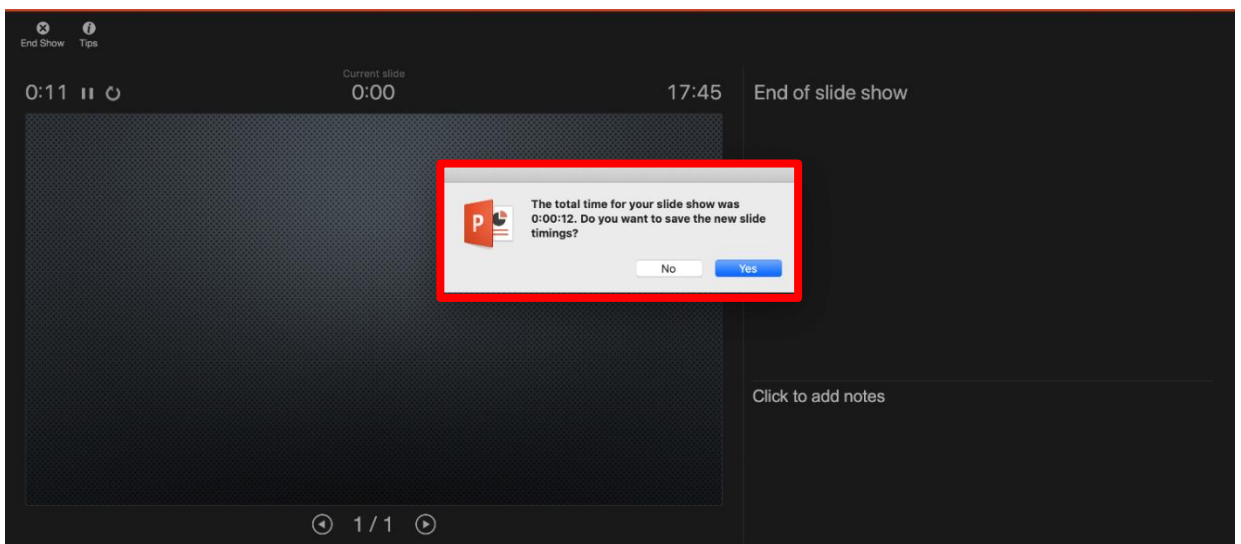 End Show Tips
Current slide
0:11 0:00 17:45
End of slide show
The total time for your slide show was
0:00:12. Do you want to save the new slide
timings?
No Yes
Click to add notes
1 / 1